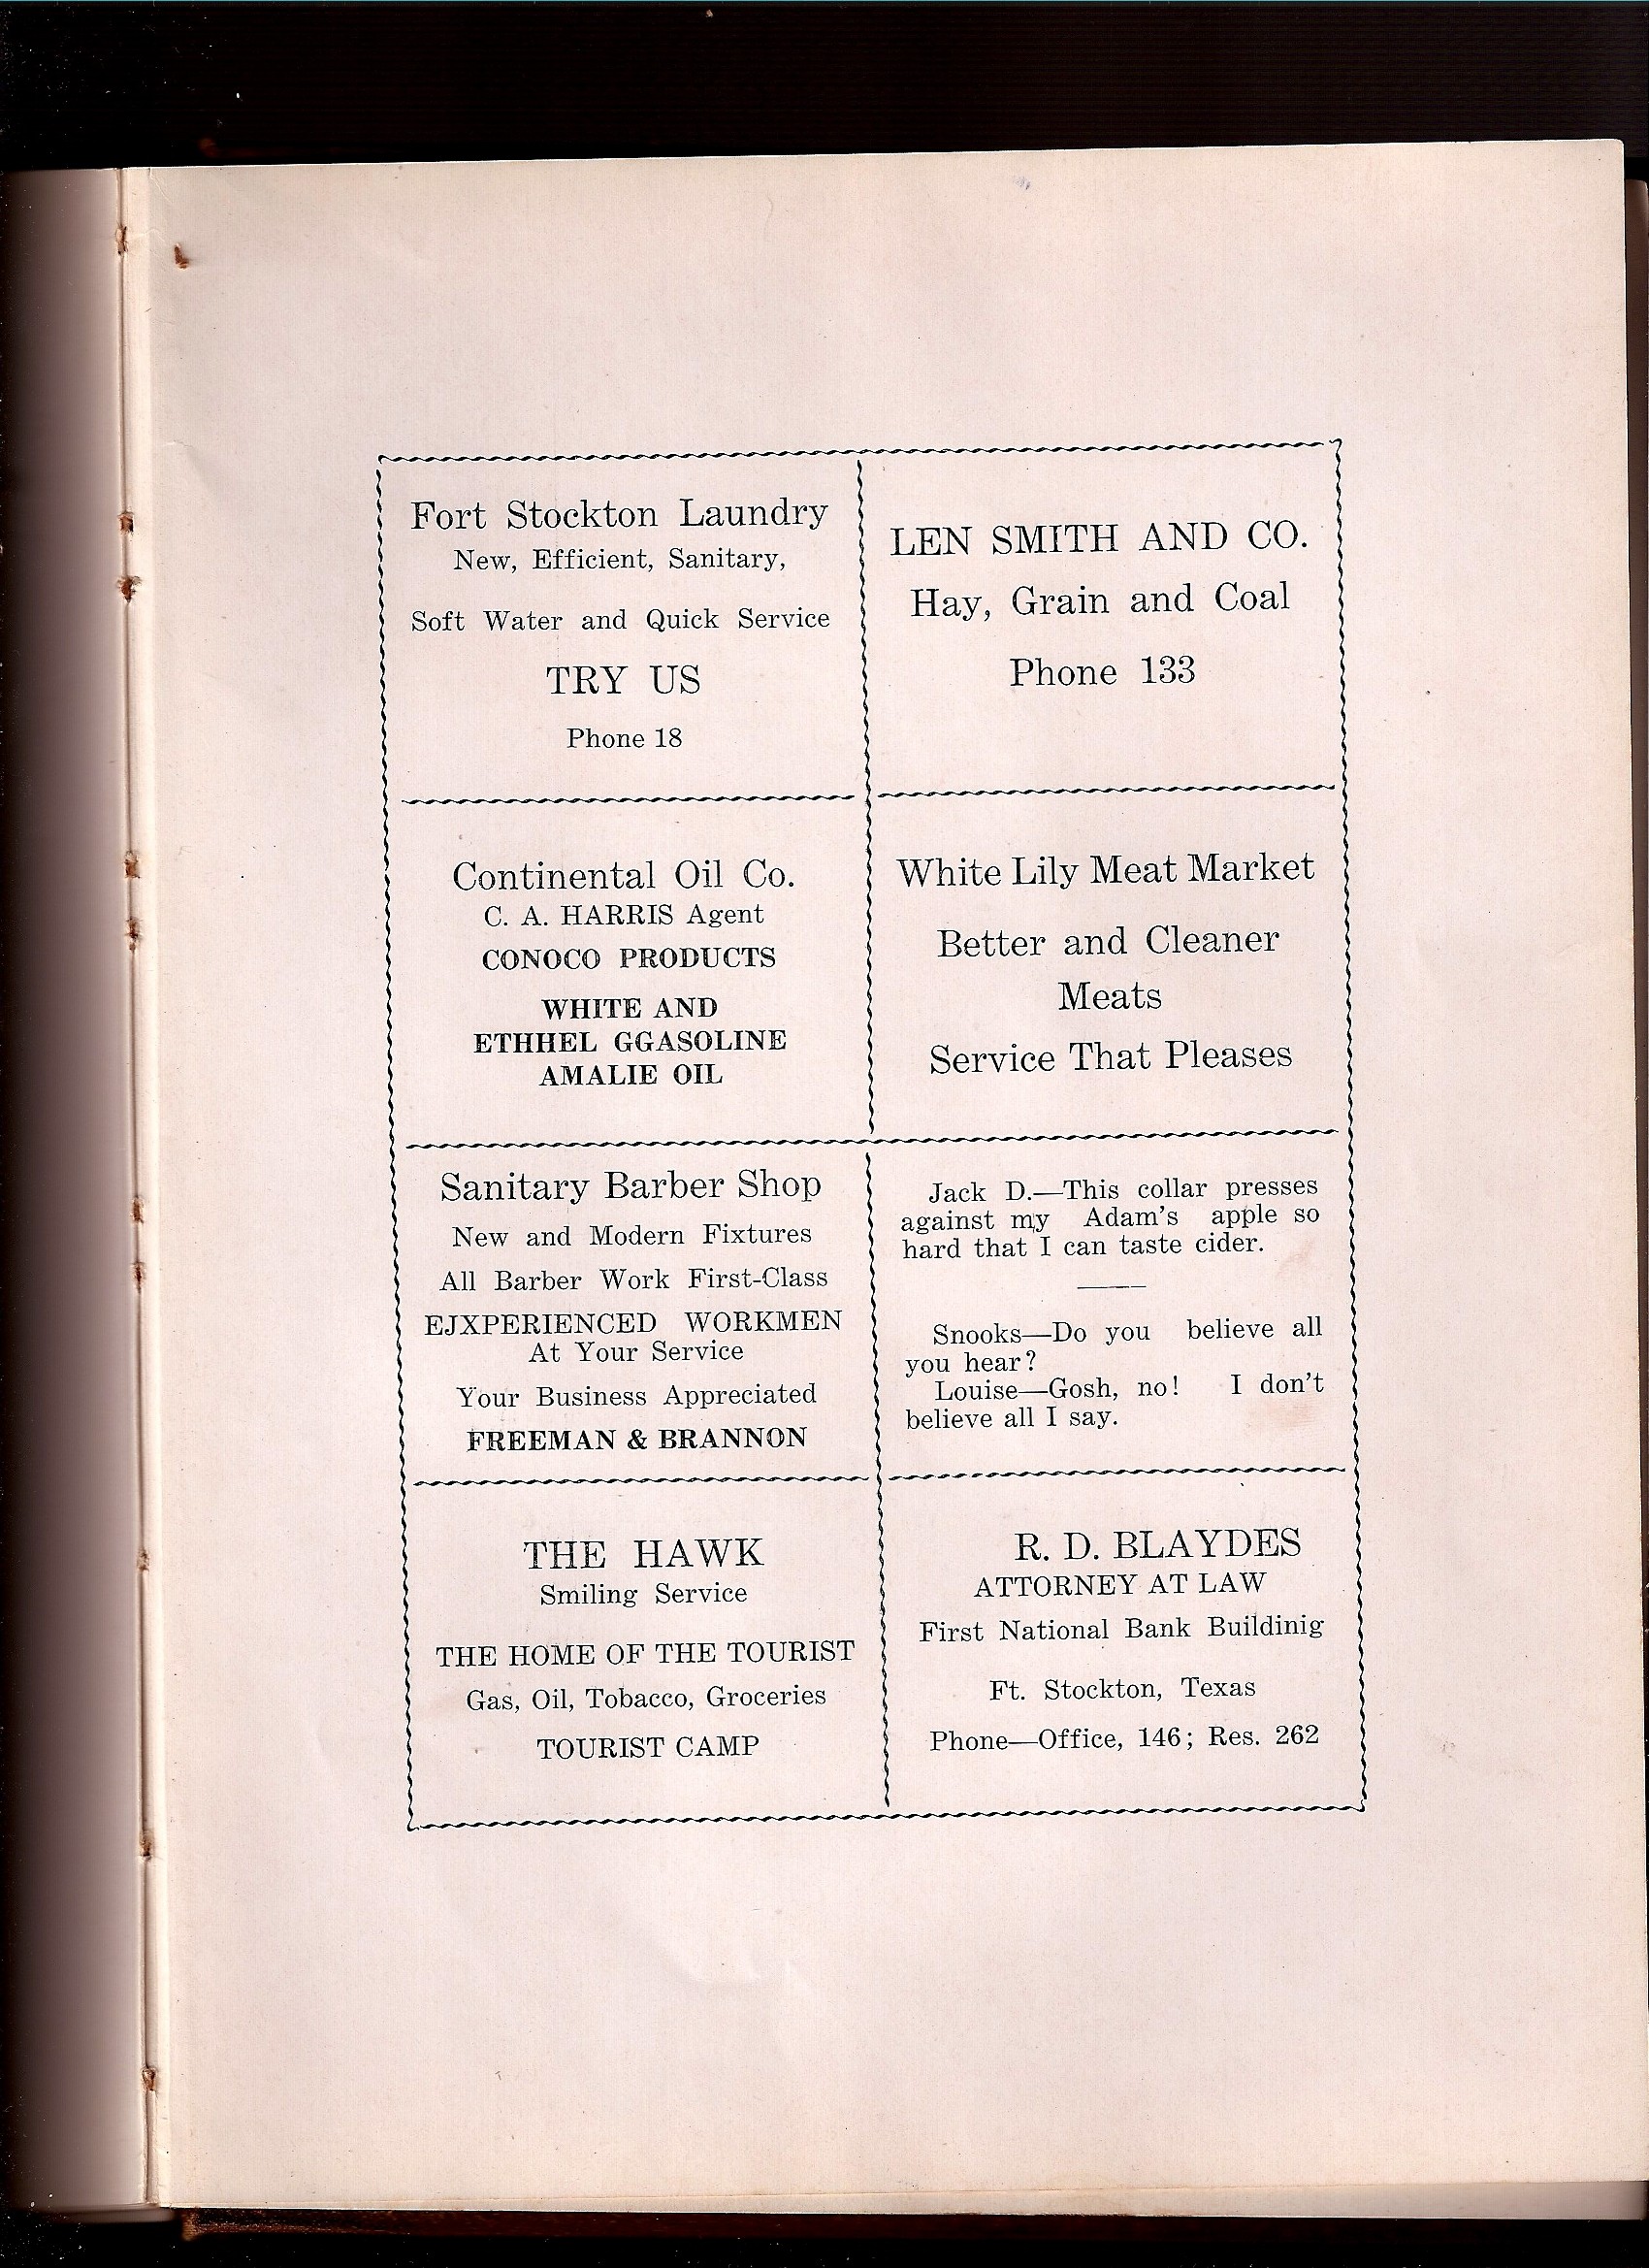 Fort Stockton Laundry
New, Efficient, Sanitary,
Soft Water and Quick Service
TRY US
Phone 18
LEN SMITH AND CO.
Hay, Grain and Coal
Phone 133
Continental Oil Co.
C. A. HARRIS Agent
CONOCO PRODUCTS
WHITE AND
ETHHEL GGASOLINE
AMALIE OIL
White Lily Meat Market
Better and Cleaner
Meats
Service That Pleases
Sanitary Barber Shop
New and Modern Fixtures
All Barber Work First-Class
EJXPERIENCED WORKMEN
At Your Service
Your Business Appreciated
FREEMAN & BRANNON
Jack D.—This collar presses
against my Adam's apple so
hard that I can taste cider.
Snooks—Do you believe all
you hear?
Louise—Gosh, no! I don't
believe all I say.
THE HAWK
Smiling Service
THE HOME OF THE TOURIST
Gas, Oil, Tobacco, Groceries
TOURIST CAMP
R. D. BLAYDES
ATTORNEY AT LAW
First National Bank Buildinig
Ft. Stockton, Texas
Phone—Office, 146; Res. 262